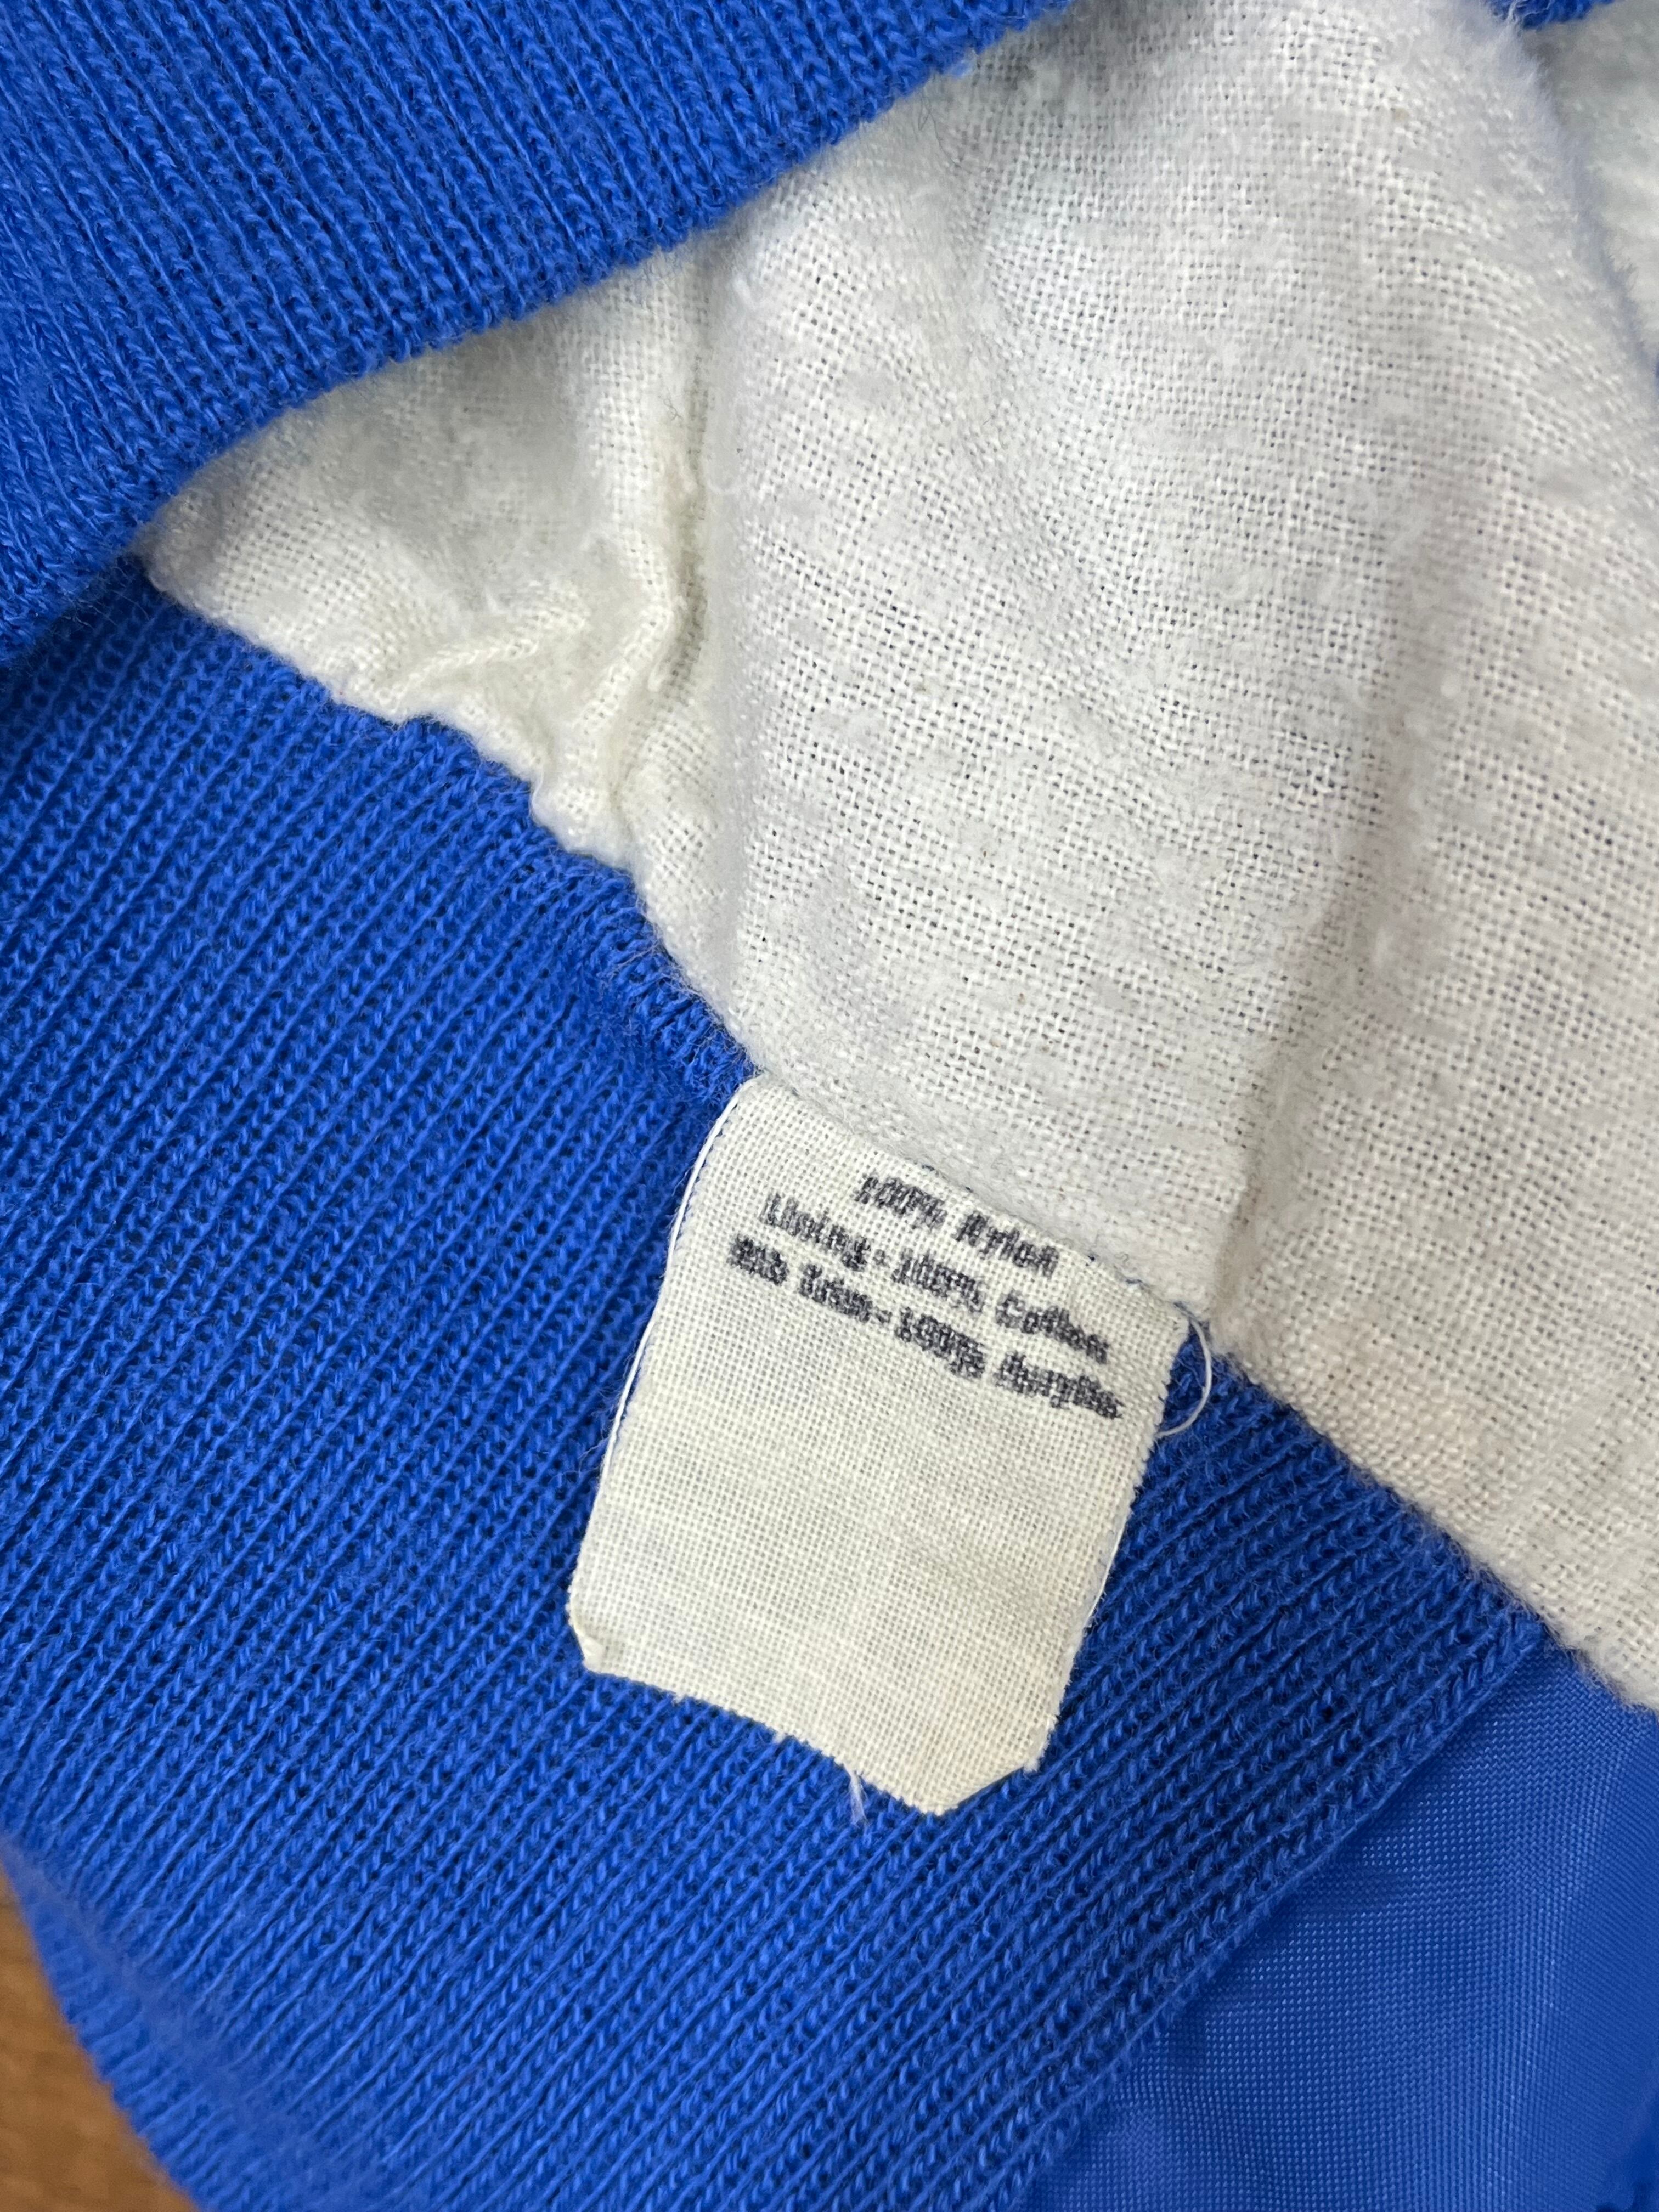 100% Nylon
Lining - 100% Cotton
Rib Trim - 100% Acrylic